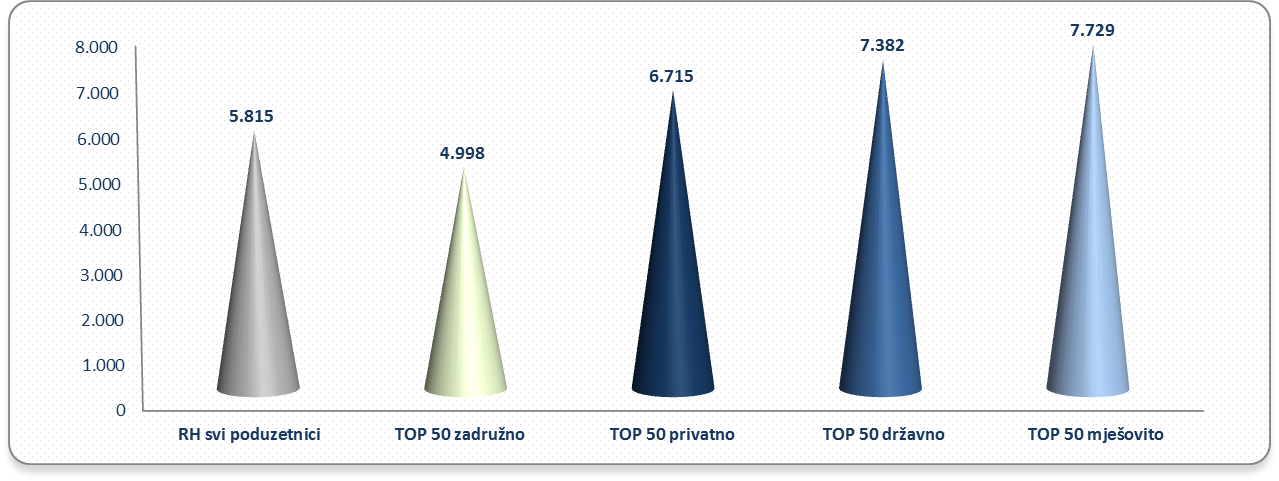 8.000
7.000
6.000
5.000
4.000
3.000
2.000
1.000
0
5.815
4.998
6.715
7.382
7.729
RH svi poduzetnici
TOP 50 zadružno
TOP 50 privatno
TOP 50 državno
TOP 50 mješovito